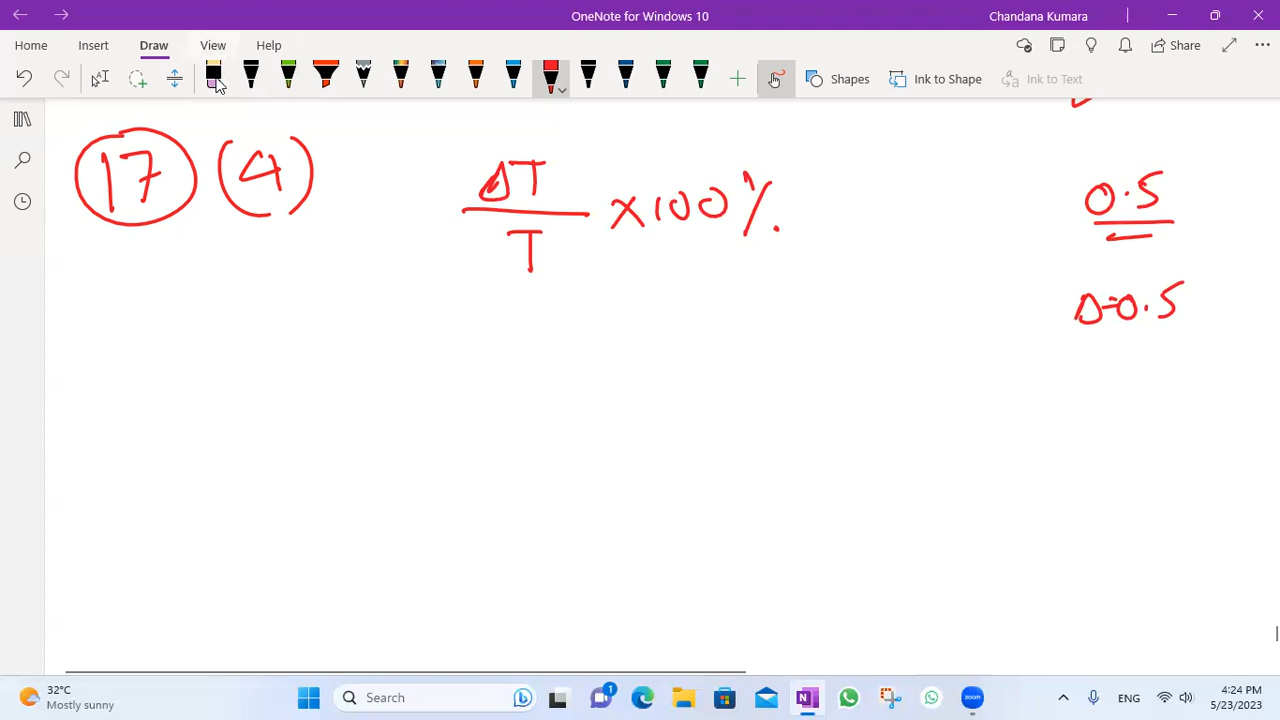 OneNote for Windows 10
Chandana Kumara
Home Insert Draw View Help
Share
Shapes
Ink to Shape
Ink to Text
17 (4)
ΔT
T
×100%
0.5
Δ=0.5
32°C
Mostly sunny
Search
1
zoom
ENG
4:24 PM
5/23/2023